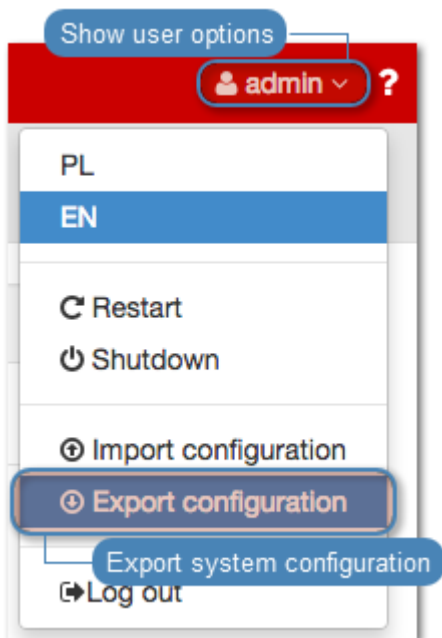 Show user options
admin ?
PL
EN
Restart
Shutdown
Import configuration
Export configuration
Export system configuration
Log out